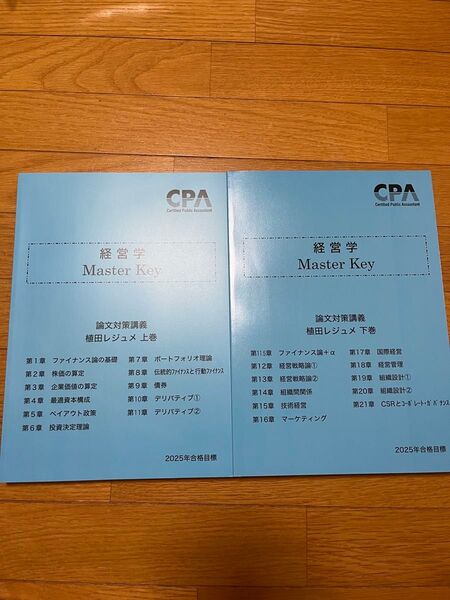 CPA
Certified Public Accountant
経営学
Master Key
論文対策講義
植田レジュメ 上巻
第1章 ファイナンス論の基礎
第2章 株価の算定
第3章 企業価値の算定
第4章 最適資本構成
第5章 ペイアウト政策
第6章 投資決定理論
第7章 ポートフォリオ理論
第8章 伝統的ファイナンスと行動ファイナンス
第9章 債券
第10章 デリバティブ①
第11章 デリバティブ②
2025年合格目標
CPA
Certified Public Accountant
経営学
Master Key
論文対策講義
植田レジュメ 下巻
第11.5章 ファイナンス論+α
第12章 経営戦略論①
第13章 経営戦略論②
第14章 組織間関係
第15章 技術経営
第16章 マーケティング
第17章 国際経営
第18章 経営管理
第19章 組織設計①
第20章 組織設計②
第21章 CSRとコーポレート・ガバナンス
2025年合格目標